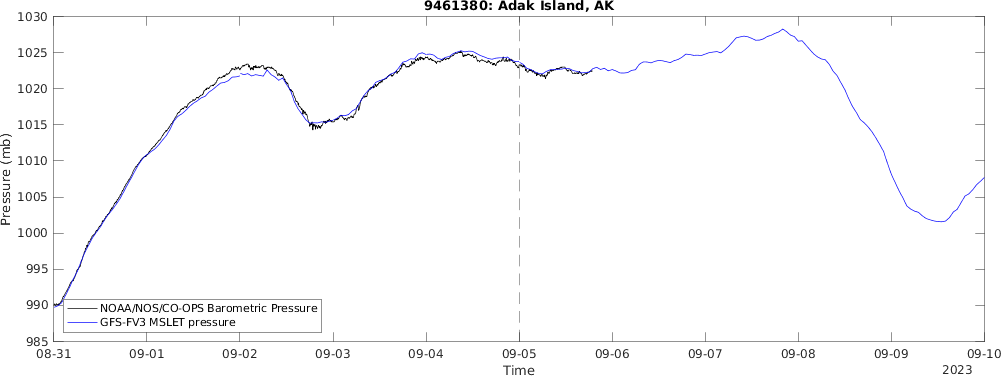 9461380: Adak Island, AK
1030
1025
1020
1015
1010
1005
1000
995
990
985
Pressure (mb)
NOAA/NOS/CO-OPS Barometric Pressure
GFS-FV3 MSLET pressure
08-31 09-01 09-02 09-03 09-04 09-05 09-06 09-07 09-08 09-09 09-10
Time
2023